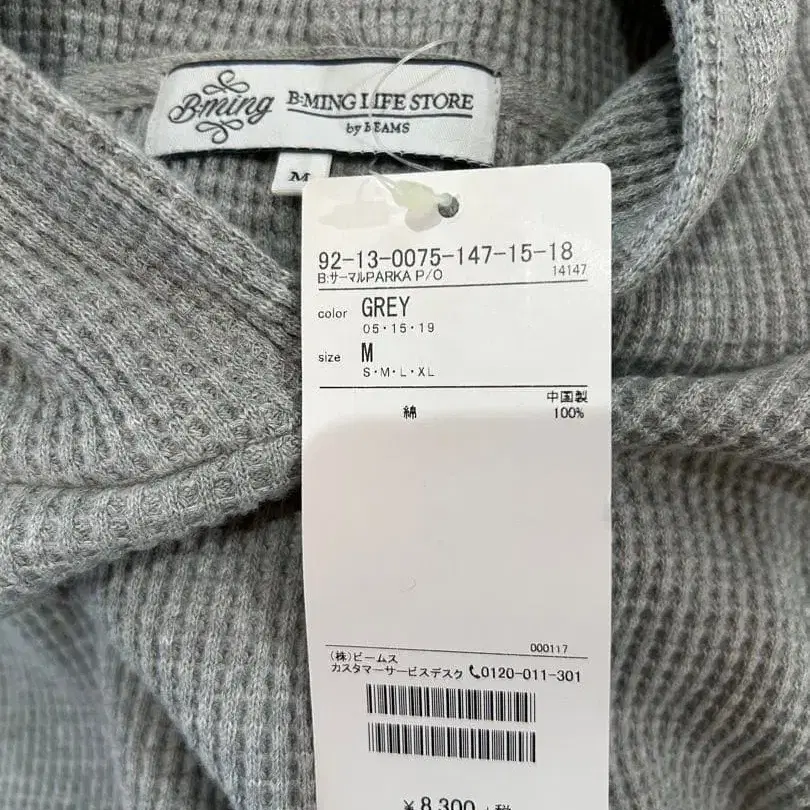 B:ming B:MING LIFE STORE
by BEAMS
M
92-13-0075-147-15-18
B:サーマルPARKA P/O 14147
color GREY
05・15・19
size M
S・M・L・XL
中国製
綿 100%
000117
(株)ビームス
カスタマーサービスデスク 0120-011-301
¥8,300 +税